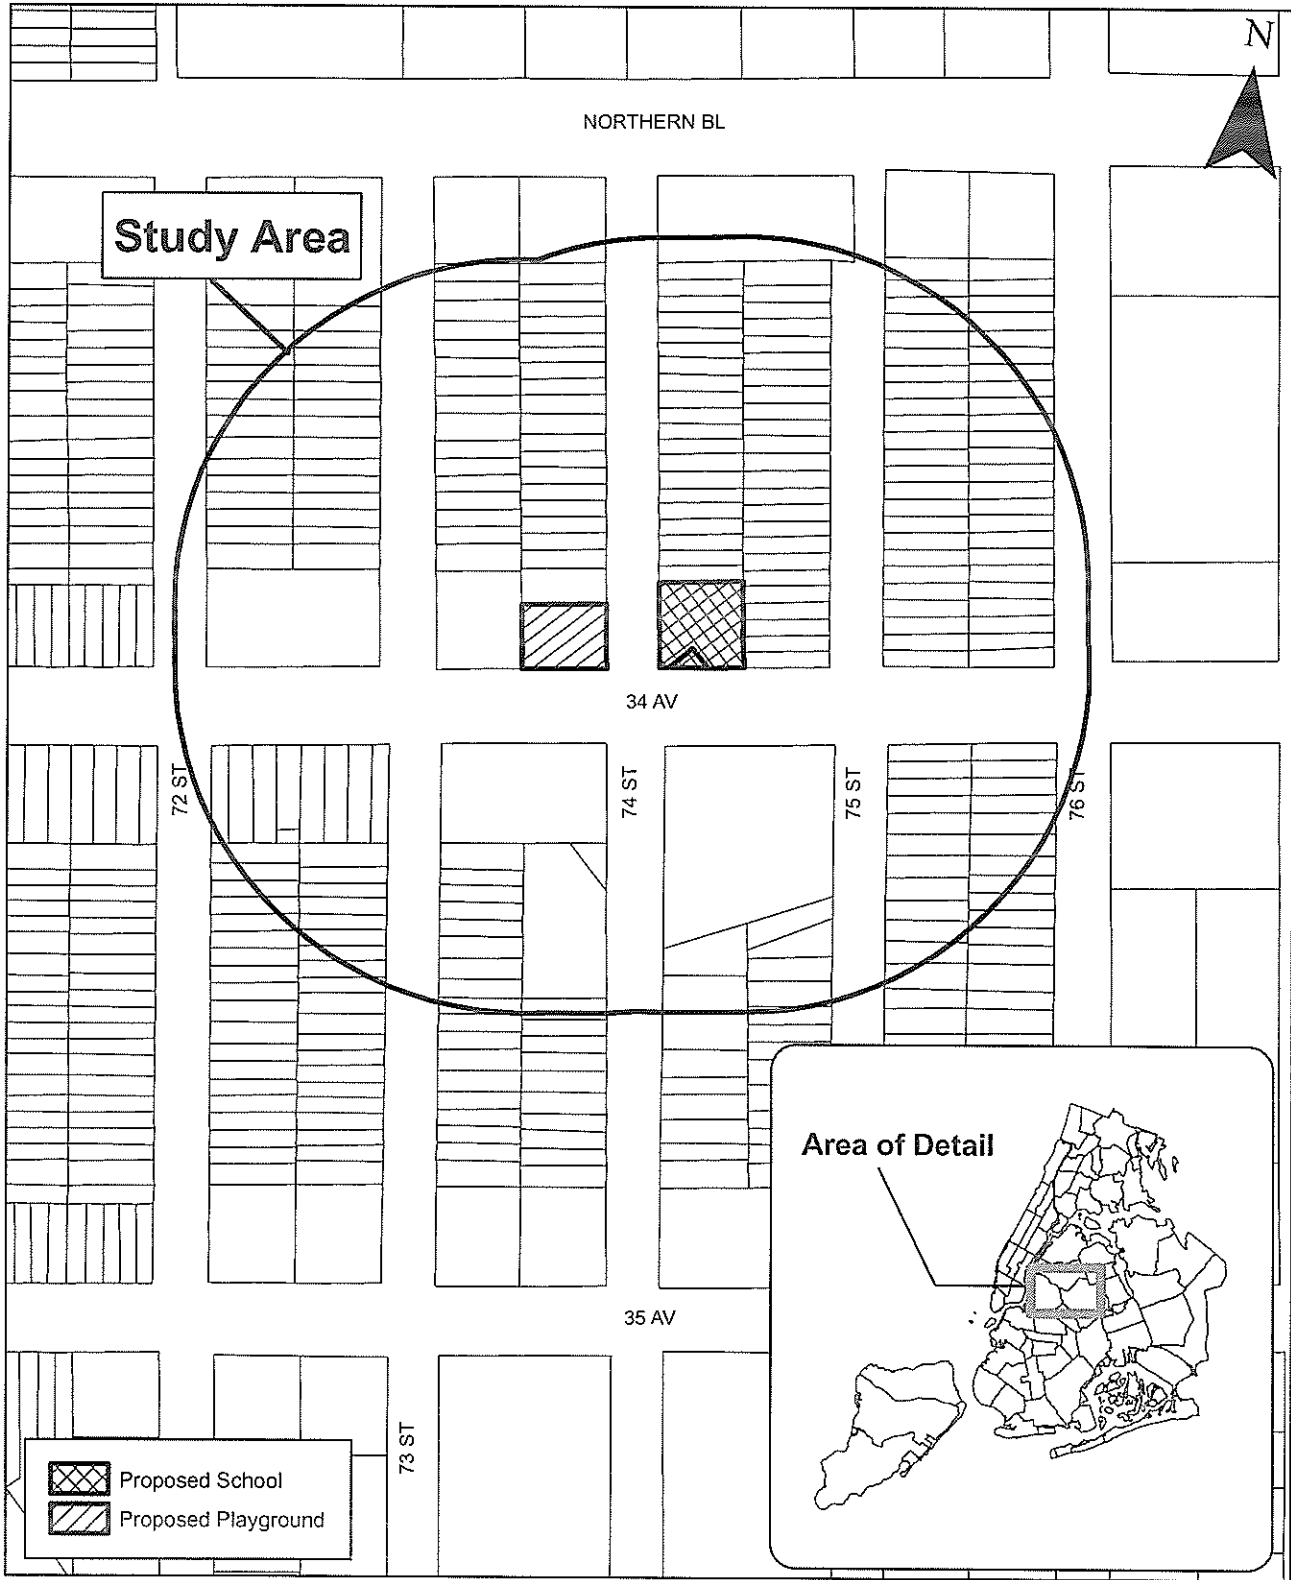 N
NORTHERN BL
Study Area
34 AV
72 ST
74 ST
75 ST
76 ST
Area of Detail
35 AV
73 ST
Proposed School
Proposed Playground